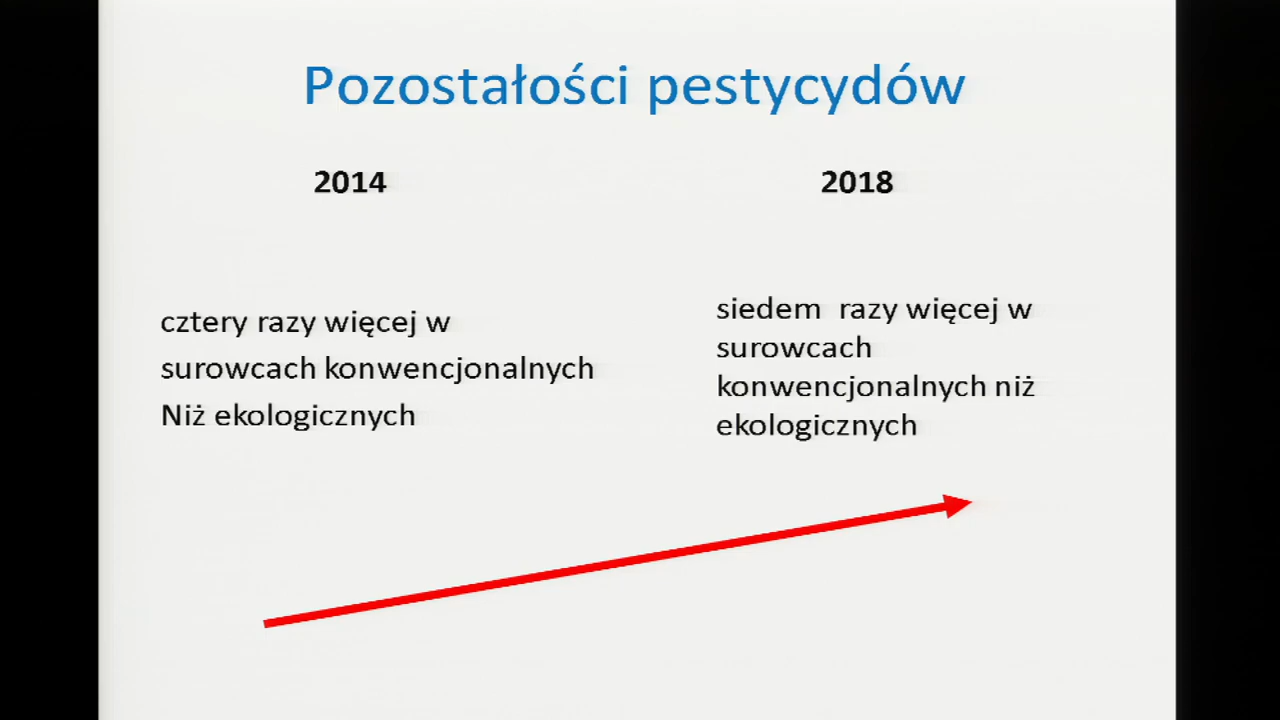 Pozostałości pestycydów
2014
cztery razy więcej w
surowcach konwencjonalnych
Niż ekologicznych
2018
siedem razy więcej w
surowcach
konwencjonalnych niż
ekologicznych